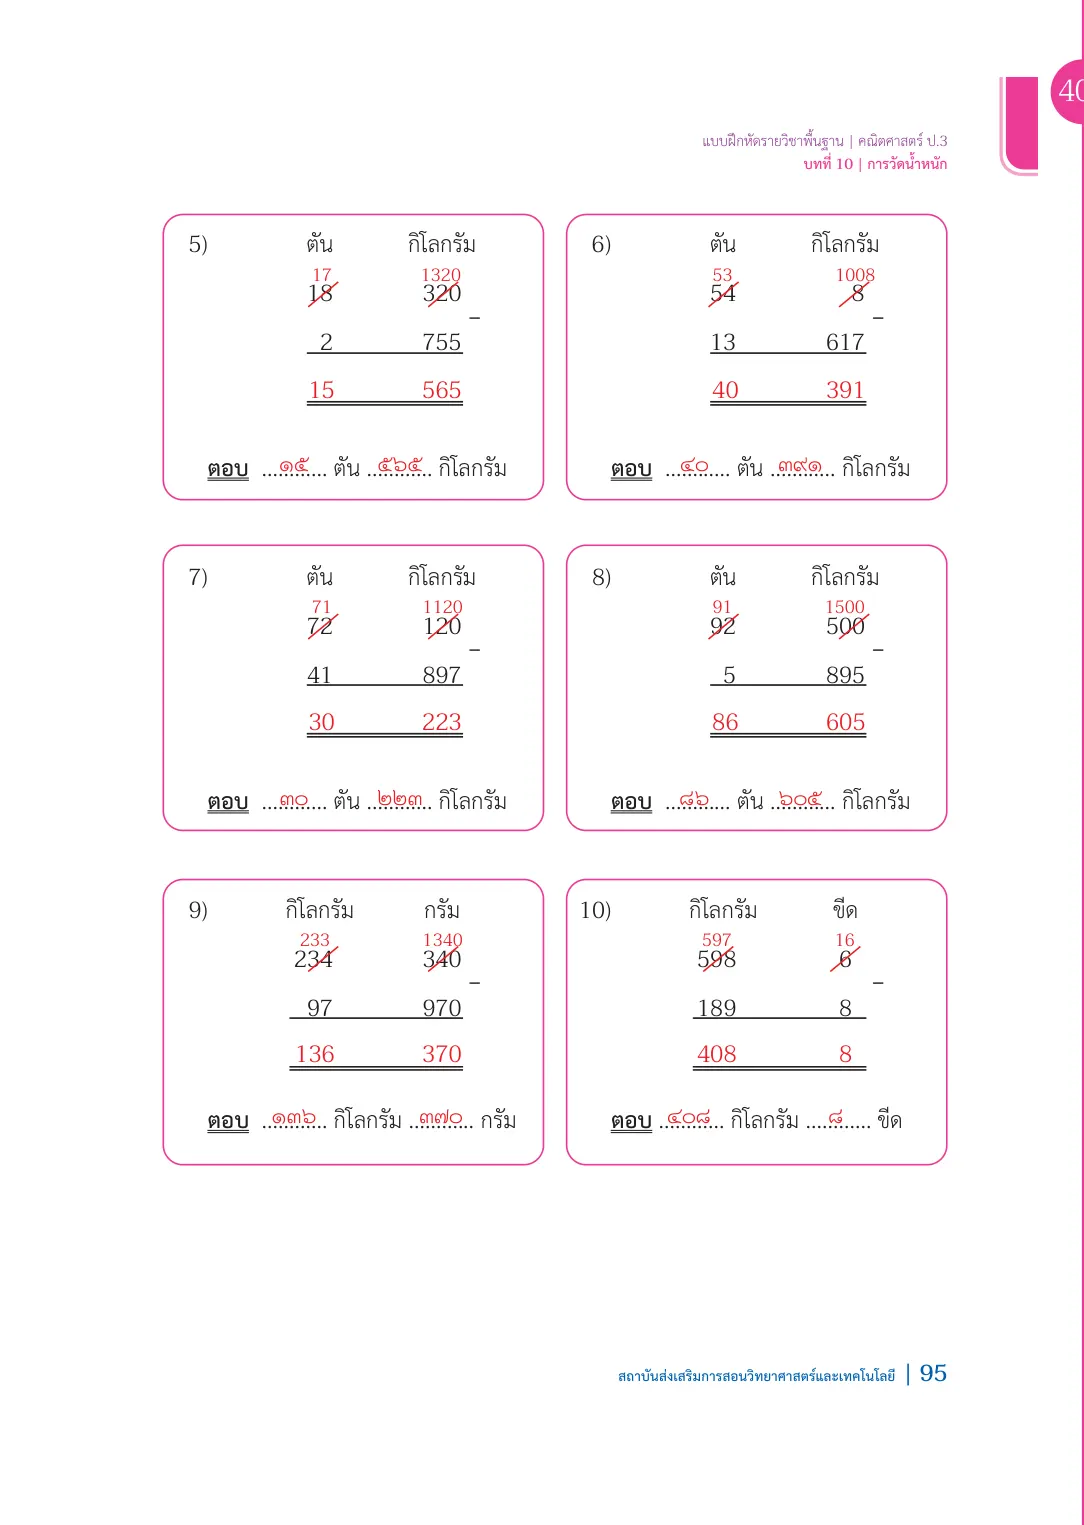 40
แบบฝึกหัดรายวิชาพื้นฐาน | คณิตศาสตร์ ป.3
บทที่ 10 | การวัดน้ำหนัก
5) ตัน กิโลกรัม
17 1320
18 320
–
2 755
15 565
ตอบ ............ ๑๕ ตัน ............ ๕๖๕ กิโลกรัม
6) ตัน กิโลกรัม
53 1008
54 8
–
13 617
40 391
ตอบ ............ ๔๐ ตัน ............ ๓๙๑ กิโลกรัม
7) ตัน กิโลกรัม
71 1120
72 120
–
41 897
30 223
ตอบ ............ ๓๐ ตัน ............ ๒๒๓ กิโลกรัม
8) ตัน กิโลกรัม
91 1500
92 500
–
5 895
86 605
ตอบ ............ ๘๖ ตัน ............ ๖๐๕ กิโลกรัม
9) กิโลกรัม กรัม
233 1340
234 340
–
97 970
136 370
ตอบ ............ ๑๓๖ กิโลกรัม ............ ๓๗๐ กรัม
10) กิโลกรัม ขีด
597 16
598 6
–
189 8
408 8
ตอบ ............ ๔๐๘ กิโลกรัม ............ ๘ ขีด
สถาบันส่งเสริมการสอนวิทยาศาสตร์และเทคโนโลยี | 95